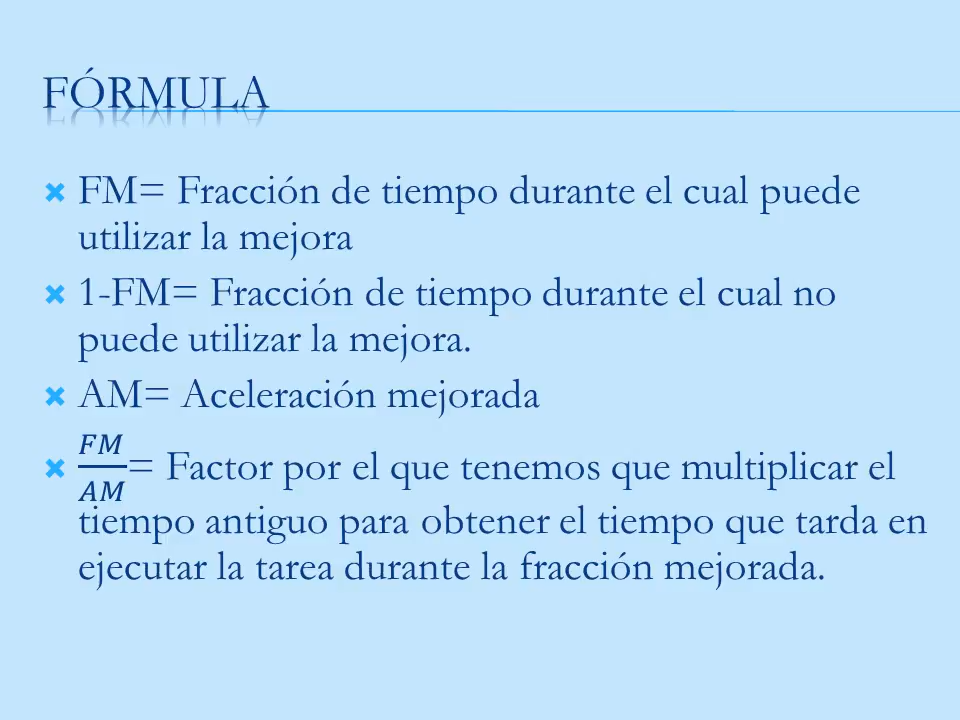 FÓRMULA
FM= Fracción de tiempo durante el cual puede
utilizar la mejora
1-FM= Fracción de tiempo durante el cual no
puede utilizar la mejora.
AM= Aceleración mejorada
FM/AM= Factor por el que tenemos que multiplicar el
tiempo antiguo para obtener el tiempo que tarda en
ejecutar la tarea durante la fracción mejorada.